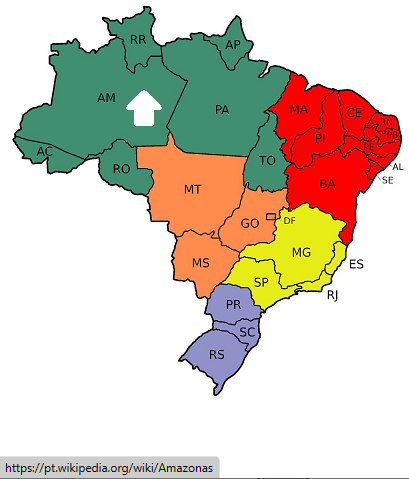 RR
AP
AM
PA
MA
CE
RN
PB
PI
PE
AC
RO
TO
AL
SE
BA
MT
GO
DF
MG
ES
MS
SP
RJ
PR
SC
RS
https://pt.wikipedia.org/wiki/Amazonas